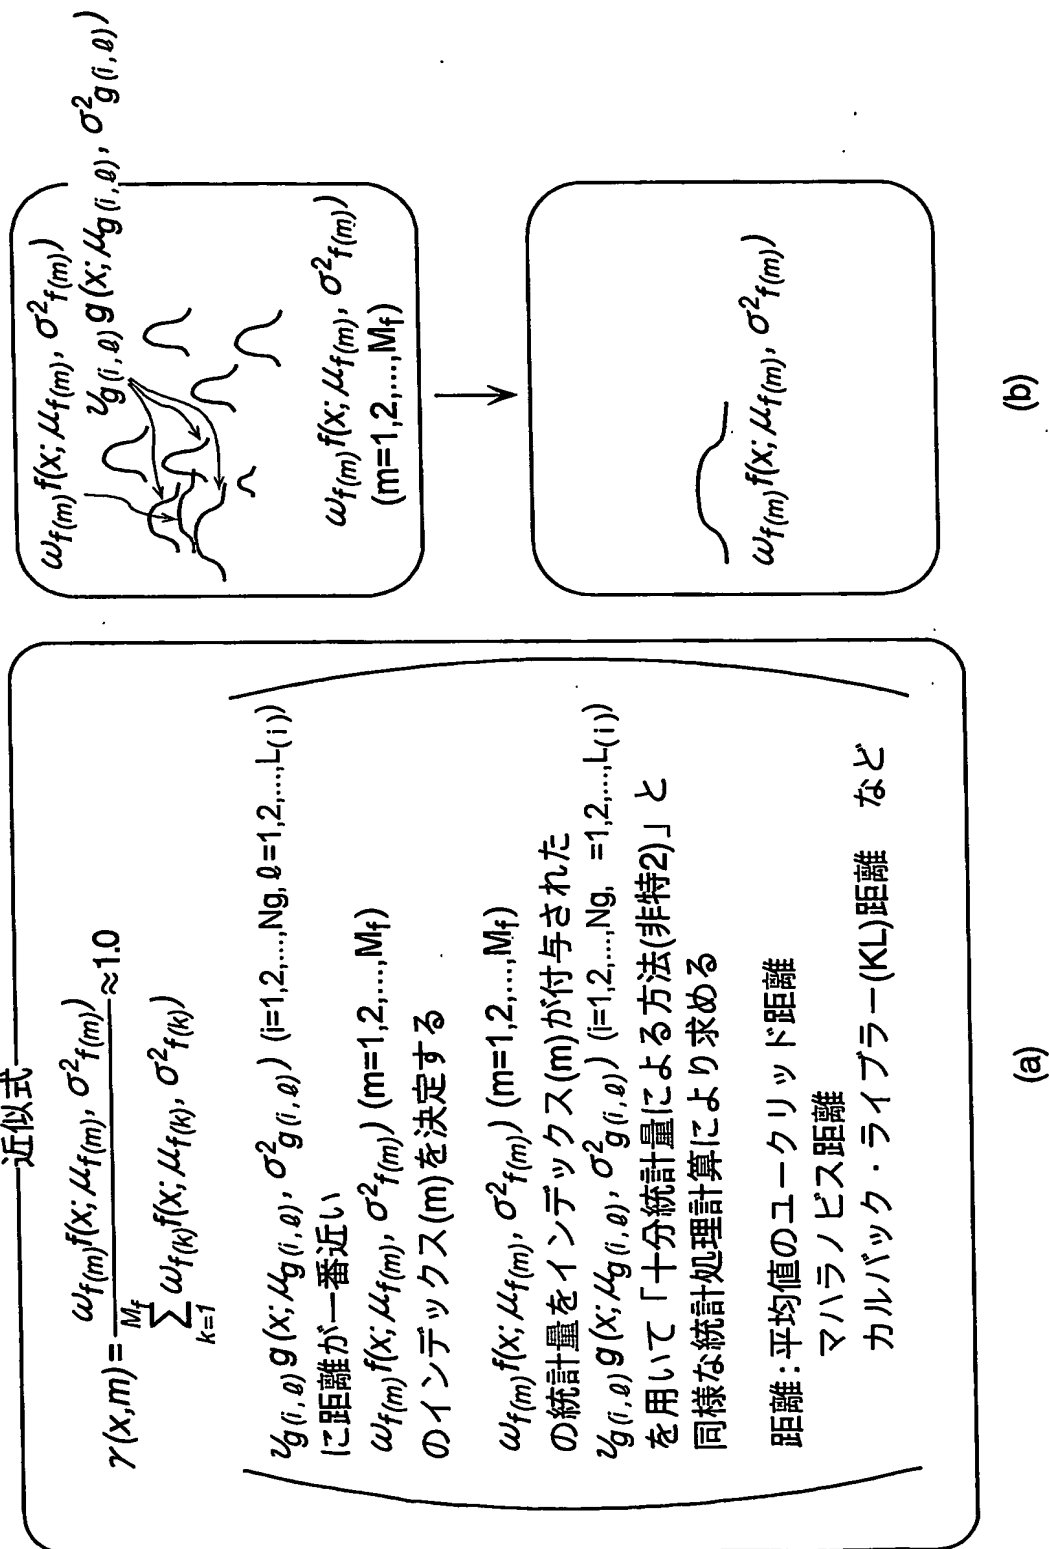 近似式
γ(x,m)= ω_f(m) f(x; μ_f(m), σ²_f(m)) / Σ_{k=1}^{M_f} ω_f(k) f(x; μ_f(k), σ²_f(k)) ≈1.0
ν_g(i,ℓ) g(x; μ_g(i,ℓ), σ²_g(i,ℓ)) (i=1,2,...,Ng, ℓ=1,2,...,L(i))
に距離が一番近い
ω_f(m) f(x; μ_f(m), σ²_f(m)) (m=1,2,...,M_f)
のインデックス(m)を決定する
ω_f(m) f(x; μ_f(m), σ²_f(m)) (m=1,2,...,M_f)
の統計量をインデックス(m)が付与された
ν_g(i,ℓ) g(x; μ_g(i,ℓ), σ²_g(i,ℓ)) (i=1,2,...,Ng, =1,2,...,L(i))
を用いて「十分統計量による方法(非特2)」と
同様な統計処理計算により求める
距離：平均値のユークリッド距離
マハラノビス距離
カルバック・ライブラー(KL)距離 など
(a)
ω_f(m) f(x; μ_f(m), σ²_f(m))
ν_g(i,ℓ) g(x; μ_g(i,ℓ), σ²_g(i,ℓ))
ω_f(m) f(x; μ_f(m), σ²_f(m))
(m=1,2,...,M_f)
ω_f(m) f(x; μ_f(m), σ²_f(m))
(b)